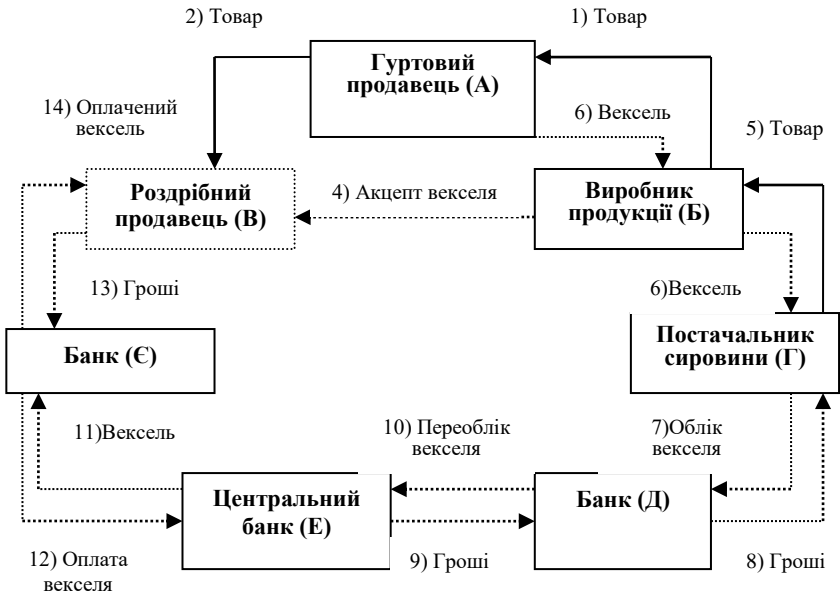 2) Товар
1) Товар
Гуртовий
продавець (А)
14) Оплачений
вексель
6) Вексель
5) Товар
Роздрібний
продавець (В)
4) Акцепт векселя
Виробник
продукції (Б)
13) Гроші
6)Вексель
Банк (Є)
Постачальник
сировини (Г)
11)Вексель
10) Переоблік
векселя
7)Облік
векселя
Центральний
банк (Е)
Банк (Д)
12) Оплата
векселя
9) Гроші
8) Гроші